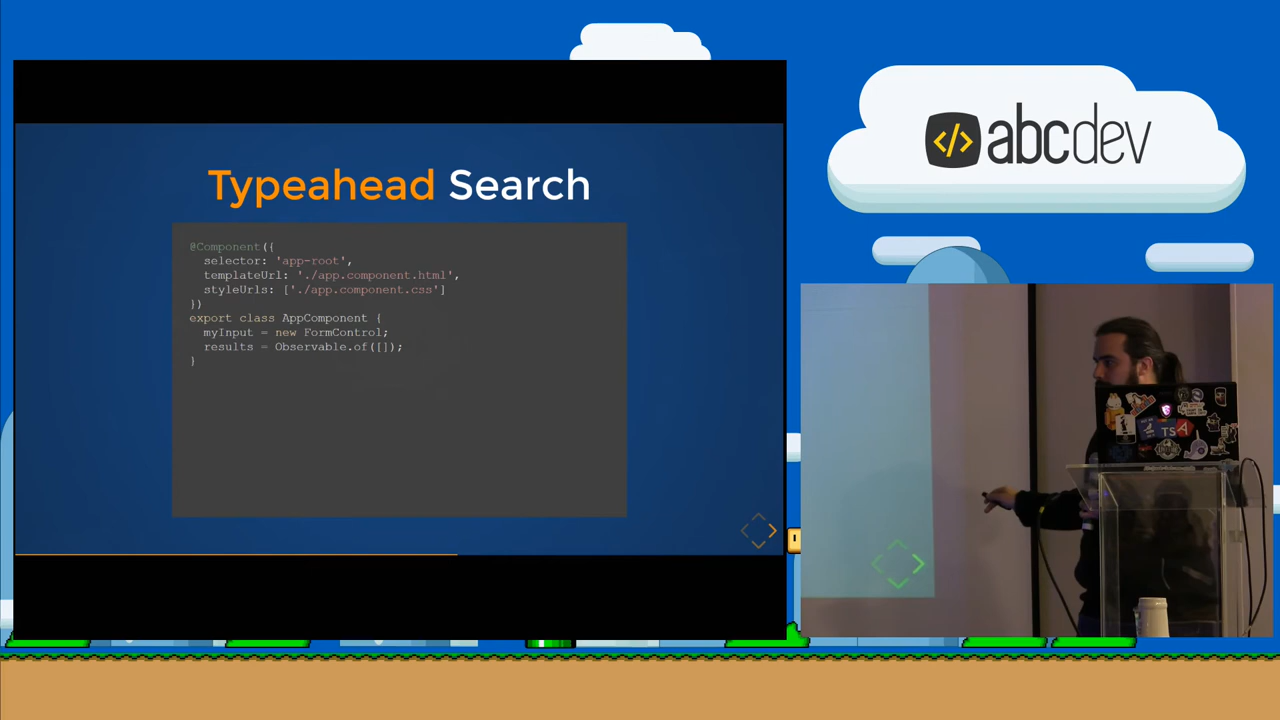 </> abcdev
Typeahead Search
@Component({
  selector: 'app-root',
  templateUrl: './app.component.html',
  styleUrls: ['./app.component.css']
})
export class AppComponent {
  myInput = new FormControl;
  results = Observable.of([]);
}
TS